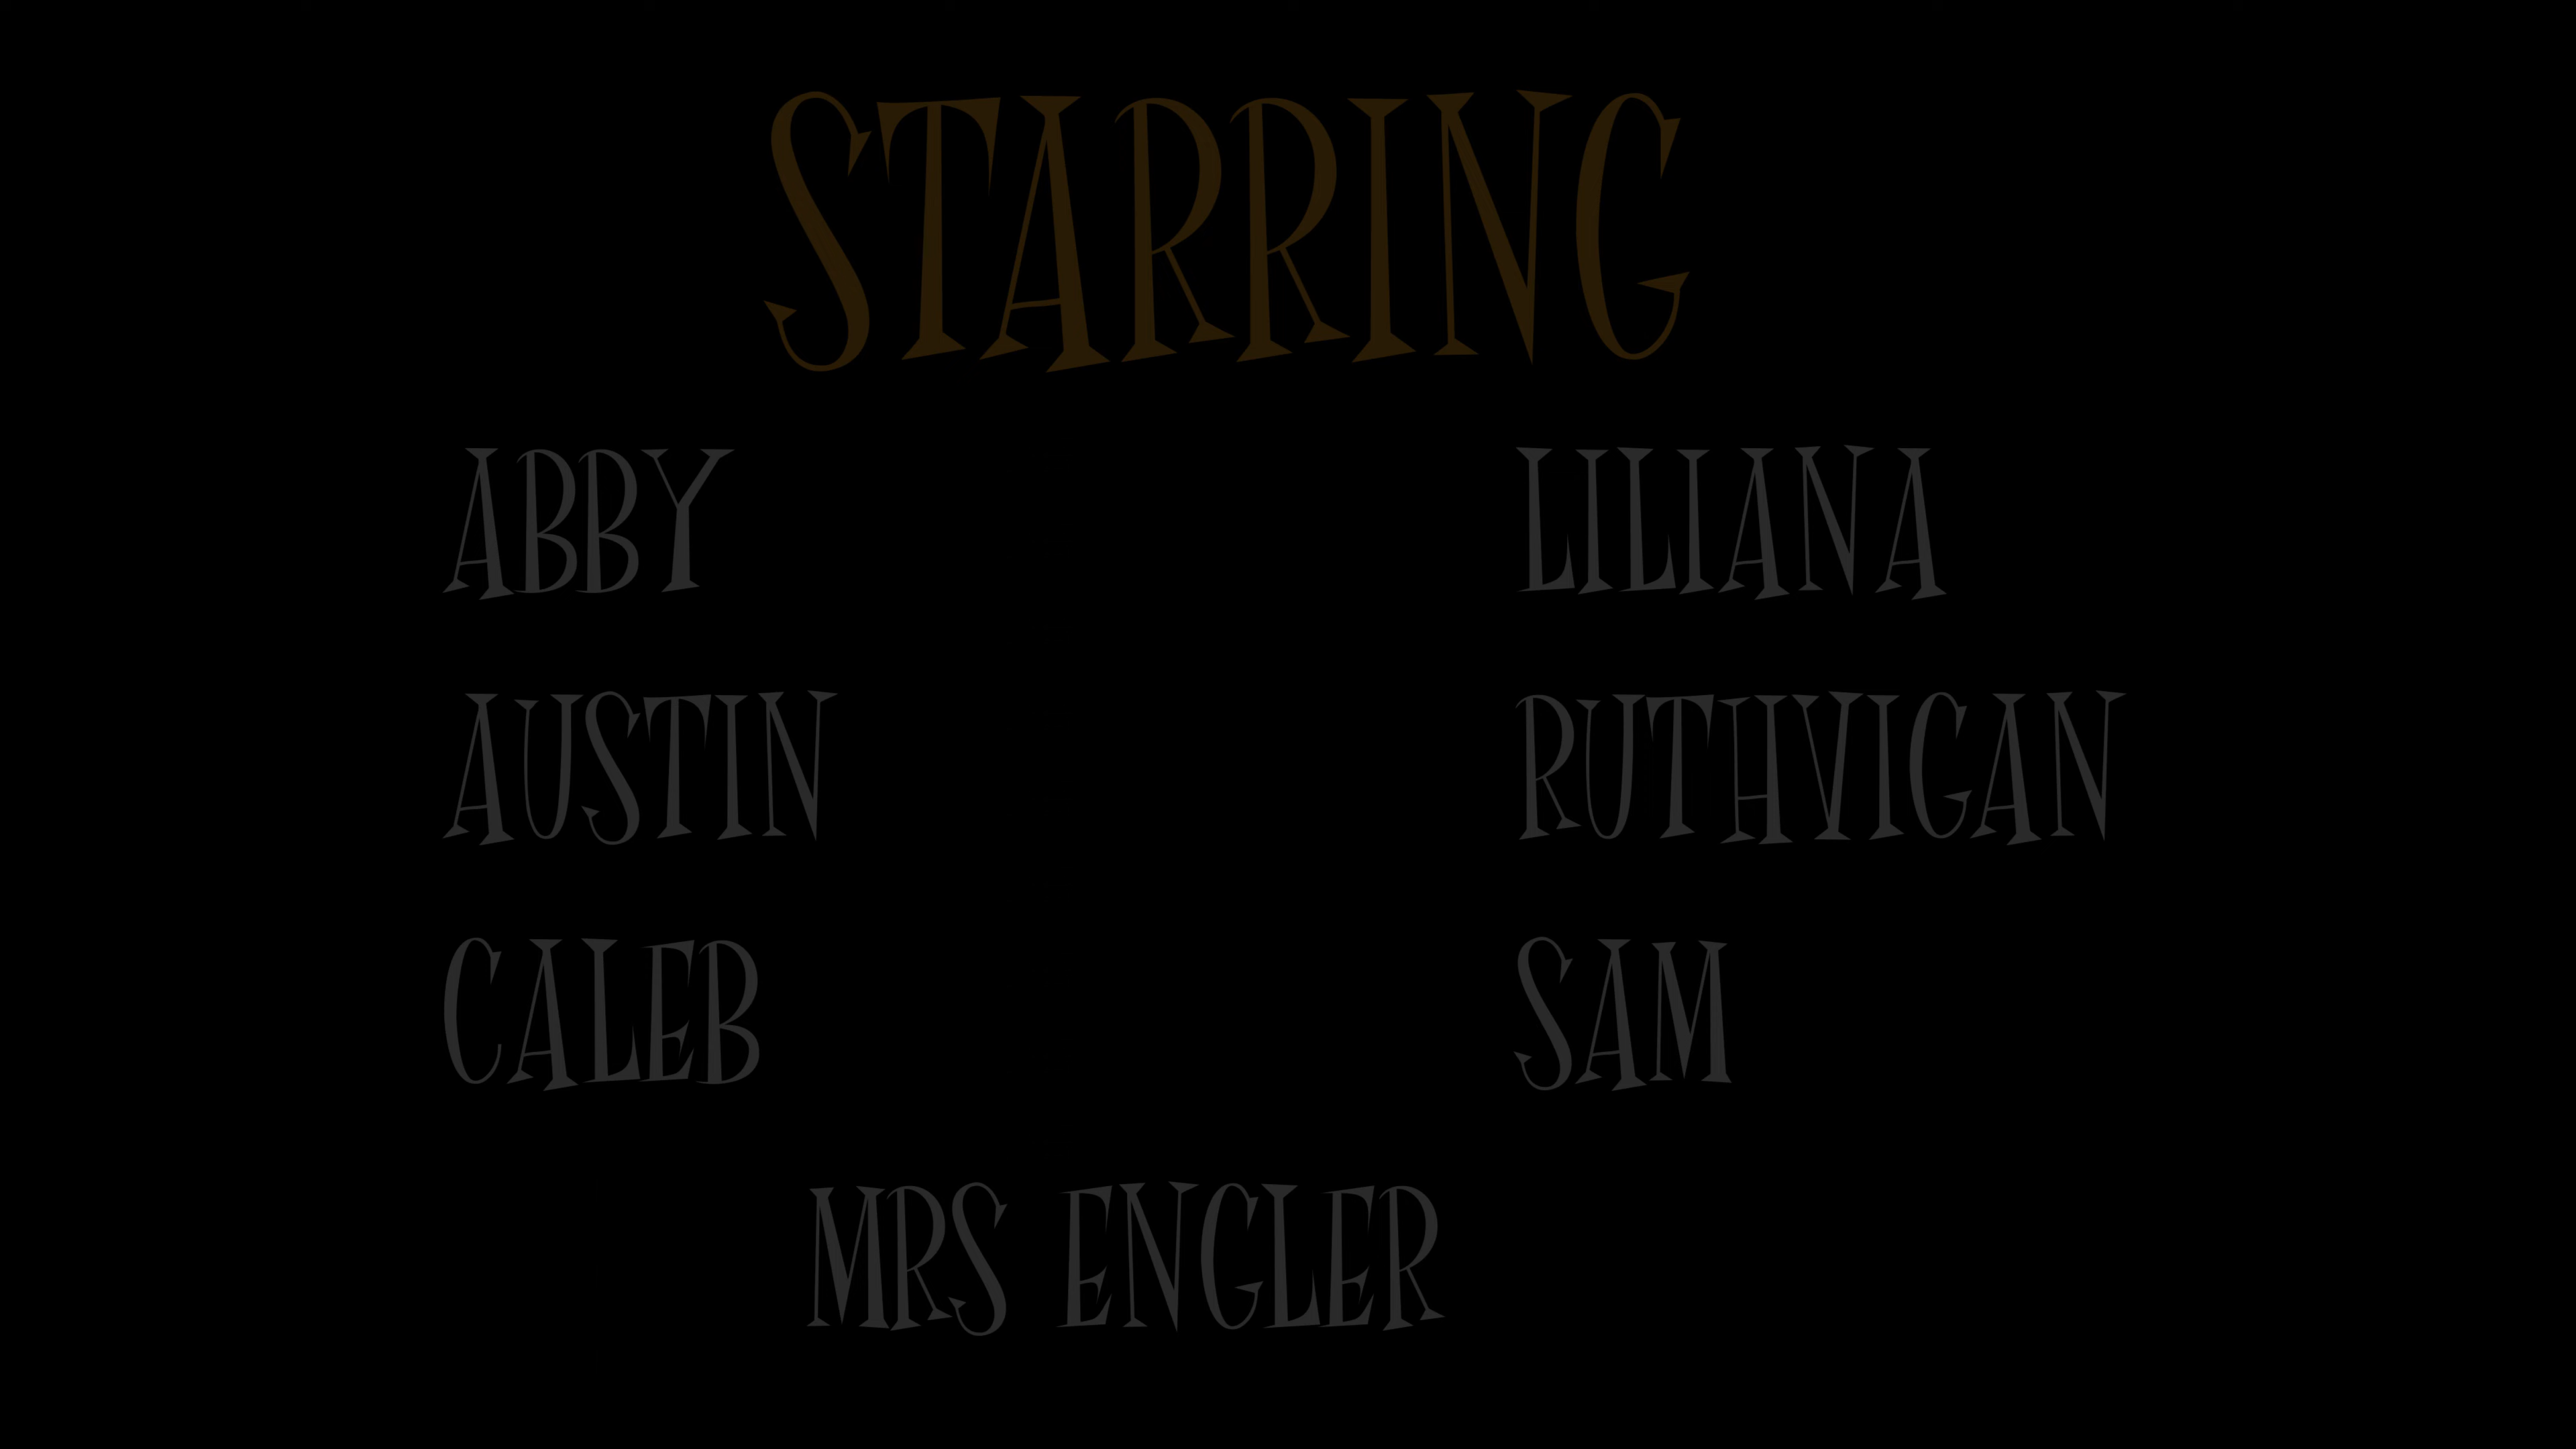 STARRING
ABBY LILIANA
AUSTIN RUTHVIGAN
CALEB SAM
MRS ENGLER